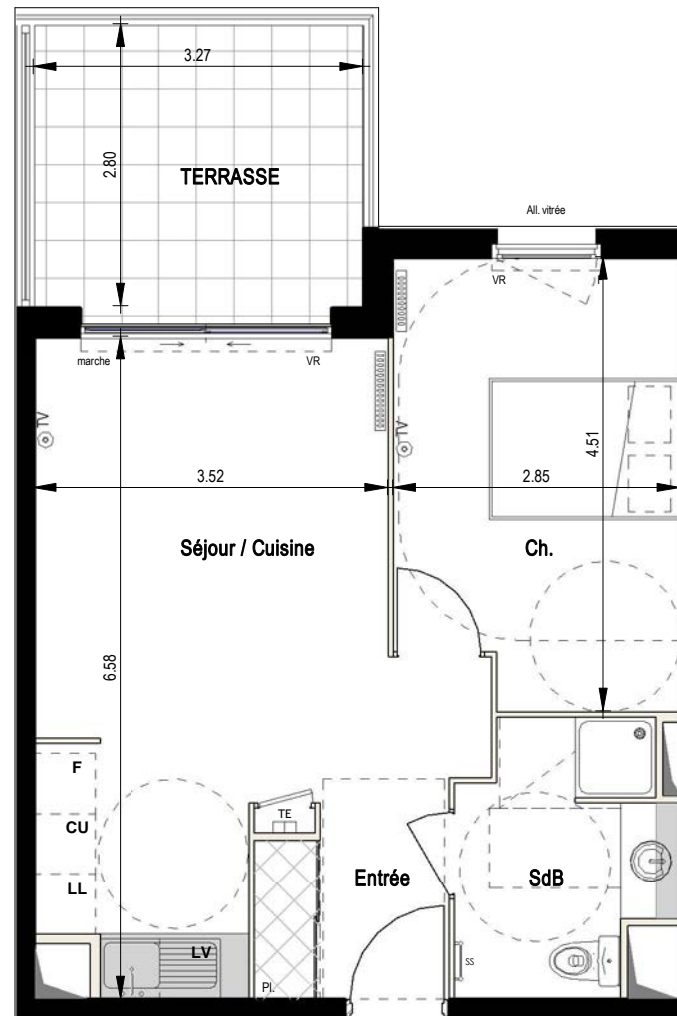 3.27
2.80
TERRASSE
All. vitrée
VR
marche
VR
TV
TV
4.51
3.52
2.85
Séjour / Cuisine
Ch.
6.58
F
TE
CU
Entrée
SdB
LL
LV
SS
Pl.